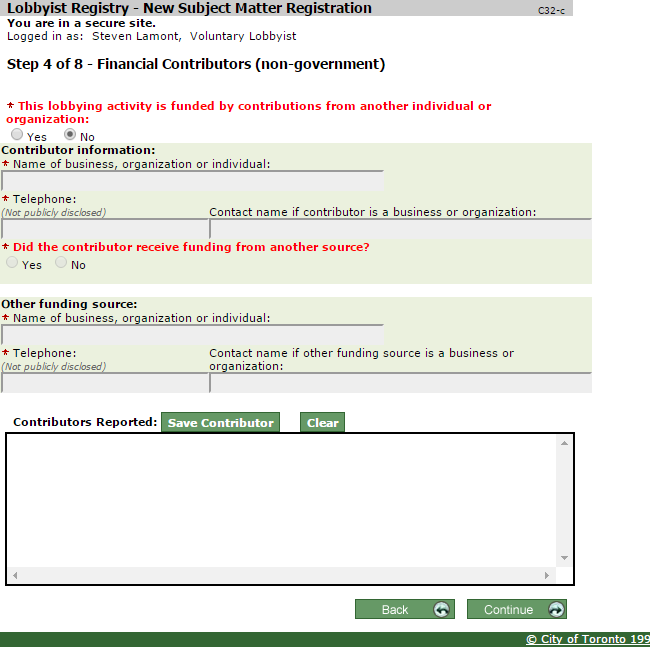 Lobbyist Registry - New Subject Matter Registration C32-c
You are in a secure site.
Logged in as: Steven Lamont, Voluntary Lobbyist
Step 4 of 8 - Financial Contributors (non-government)
* This lobbying activity is funded by contributions from another individual or
organization:
Yes No
Contributor information:
* Name of business, organization or individual:
* Telephone:
(Not publicly disclosed) Contact name if contributor is a business or organization:
* Did the contributor receive funding from another source?
Yes No
Other funding source:
* Name of business, organization or individual:
* Telephone: Contact name if other funding source is a business or
(Not publicly disclosed) organization:
Contributors Reported: Save Contributor Clear
Back Continue
© City of Toronto 199